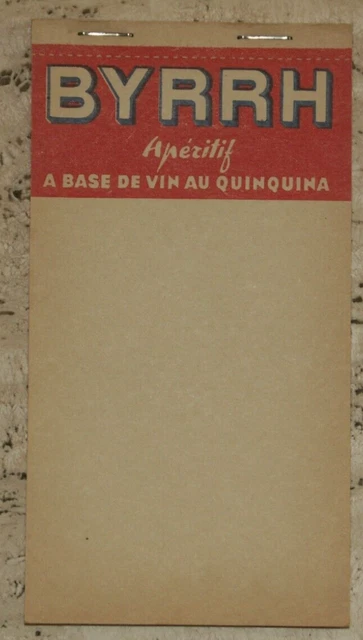 BYRRH
Apéritif
A BASE DE VIN AU QUINQUINA